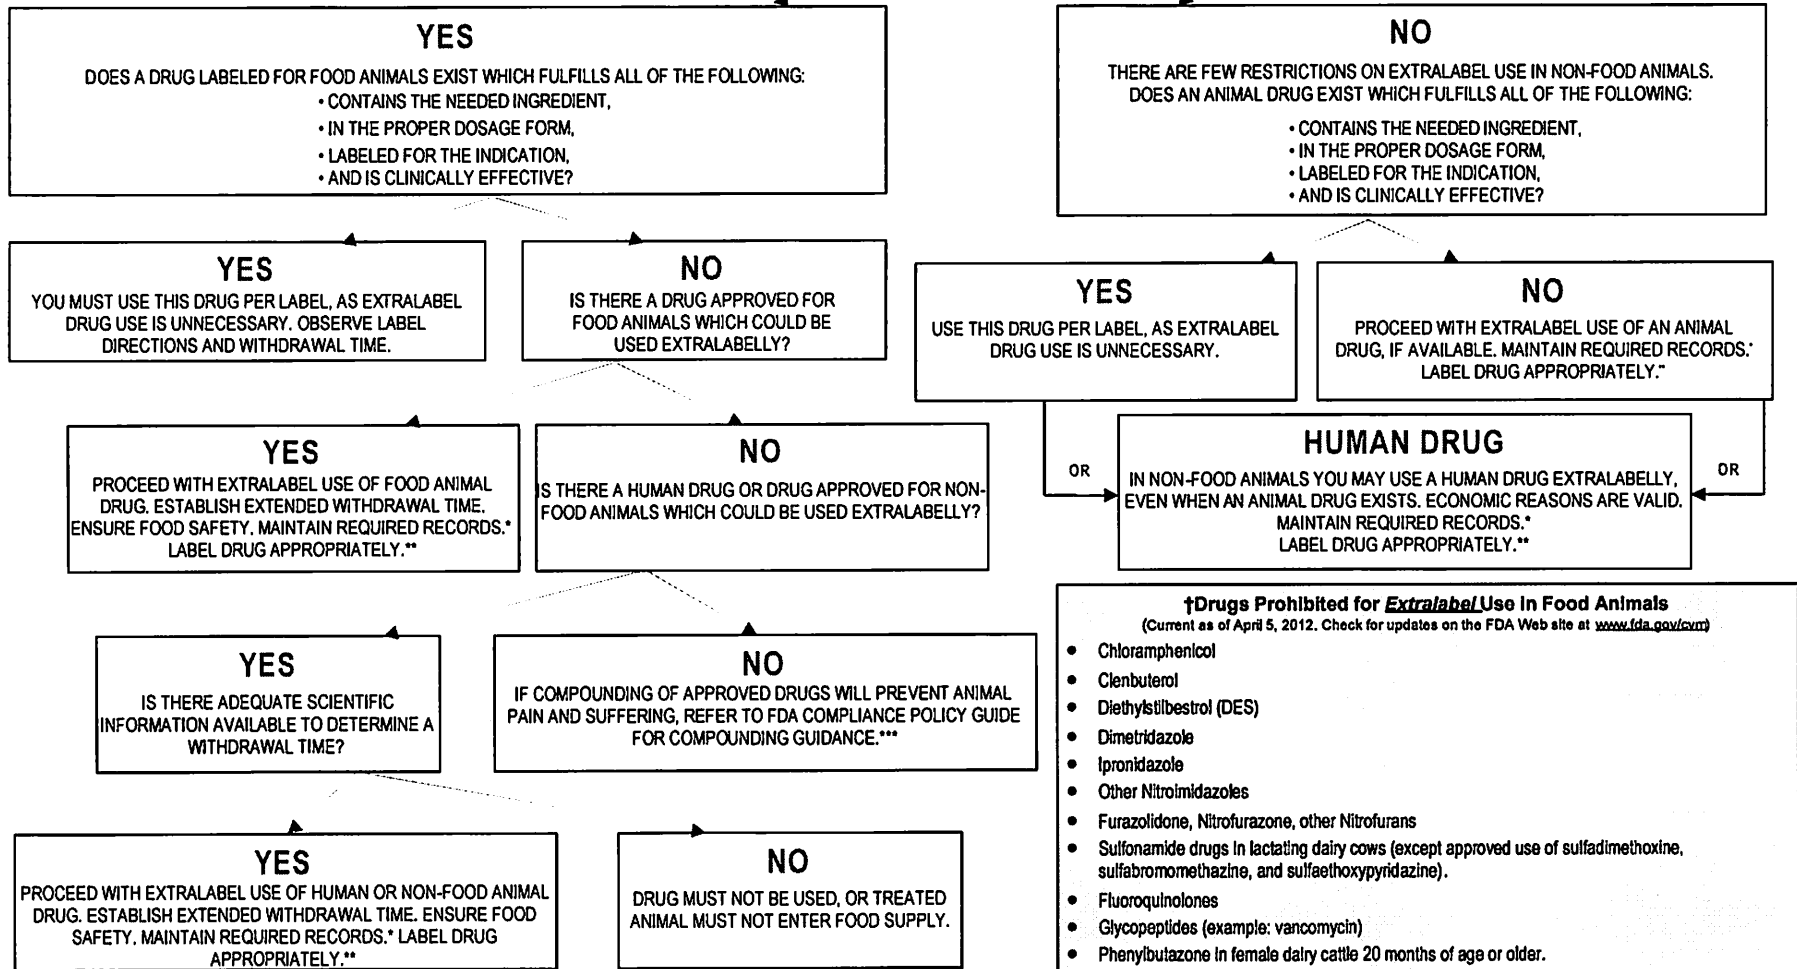 YES
DOES A DRUG LABELED FOR FOOD ANIMALS EXIST WHICH FULFILLS ALL OF THE FOLLOWING:
• CONTAINS THE NEEDED INGREDIENT,
• IN THE PROPER DOSAGE FORM,
• LABELED FOR THE INDICATION,
• AND IS CLINICALLY EFFECTIVE?
NO
THERE ARE FEW RESTRICTIONS ON EXTRALABEL USE IN NON-FOOD ANIMALS.
DOES AN ANIMAL DRUG EXIST WHICH FULFILLS ALL OF THE FOLLOWING:
• CONTAINS THE NEEDED INGREDIENT,
• IN THE PROPER DOSAGE FORM,
• LABELED FOR THE INDICATION,
• AND IS CLINICALLY EFFECTIVE?
YES
YOU MUST USE THIS DRUG PER LABEL, AS EXTRALABEL
DRUG USE IS UNNECESSARY. OBSERVE LABEL
DIRECTIONS AND WITHDRAWAL TIME.
NO
IS THERE A DRUG APPROVED FOR
FOOD ANIMALS WHICH COULD BE
USED EXTRALABELLY?
YES
USE THIS DRUG PER LABEL, AS EXTRALABEL
DRUG USE IS UNNECESSARY.
NO
PROCEED WITH EXTRALABEL USE OF AN ANIMAL
DRUG, IF AVAILABLE. MAINTAIN REQUIRED RECORDS.*
LABEL DRUG APPROPRIATELY.**
YES
PROCEED WITH EXTRALABEL USE OF FOOD ANIMAL
DRUG. ESTABLISH EXTENDED WITHDRAWAL TIME.
ENSURE FOOD SAFETY. MAINTAIN REQUIRED RECORDS.*
LABEL DRUG APPROPRIATELY.**
NO
IS THERE A HUMAN DRUG OR DRUG APPROVED FOR NON-
FOOD ANIMALS WHICH COULD BE USED EXTRALABELLY?
OR
HUMAN DRUG
IN NON-FOOD ANIMALS YOU MAY USE A HUMAN DRUG EXTRALABELLY,
EVEN WHEN AN ANIMAL DRUG EXISTS. ECONOMIC REASONS ARE VALID.
MAINTAIN REQUIRED RECORDS.*
LABEL DRUG APPROPRIATELY.**
OR
YES
IS THERE ADEQUATE SCIENTIFIC
INFORMATION AVAILABLE TO DETERMINE A
WITHDRAWAL TIME?
NO
IF COMPOUNDING OF APPROVED DRUGS WILL PREVENT ANIMAL
PAIN AND SUFFERING, REFER TO FDA COMPLIANCE POLICY GUIDE
FOR COMPOUNDING GUIDANCE.***
YES
PROCEED WITH EXTRALABEL USE OF HUMAN OR NON-FOOD ANIMAL
DRUG. ESTABLISH EXTENDED WITHDRAWAL TIME. ENSURE FOOD
SAFETY. MAINTAIN REQUIRED RECORDS.* LABEL DRUG
APPROPRIATELY.**
NO
DRUG MUST NOT BE USED, OR TREATED
ANIMAL MUST NOT ENTER FOOD SUPPLY.
†Drugs Prohibited for Extralabel Use in Food Animals
(Current as of April 5, 2012. Check for updates on the FDA Web site at www.fda.gov/cvm)
• Chloramphenicol
• Clenbuterol
• Diethylstilbestrol (DES)
• Dimetridazole
• Ipronidazole
• Other Nitroimidazoles
• Furazolidone, Nitrofurazone, other Nitrofurans
• Sulfonamide drugs in lactating dairy cows (except approved use of sulfadimethoxine,
sulfabromomethazine, and sulfaethoxypyridazine).
• Fluoroquinolones
• Glycopeptides (example: vancomycin)
• Phenylbutazone in female dairy cattle 20 months of age or older.